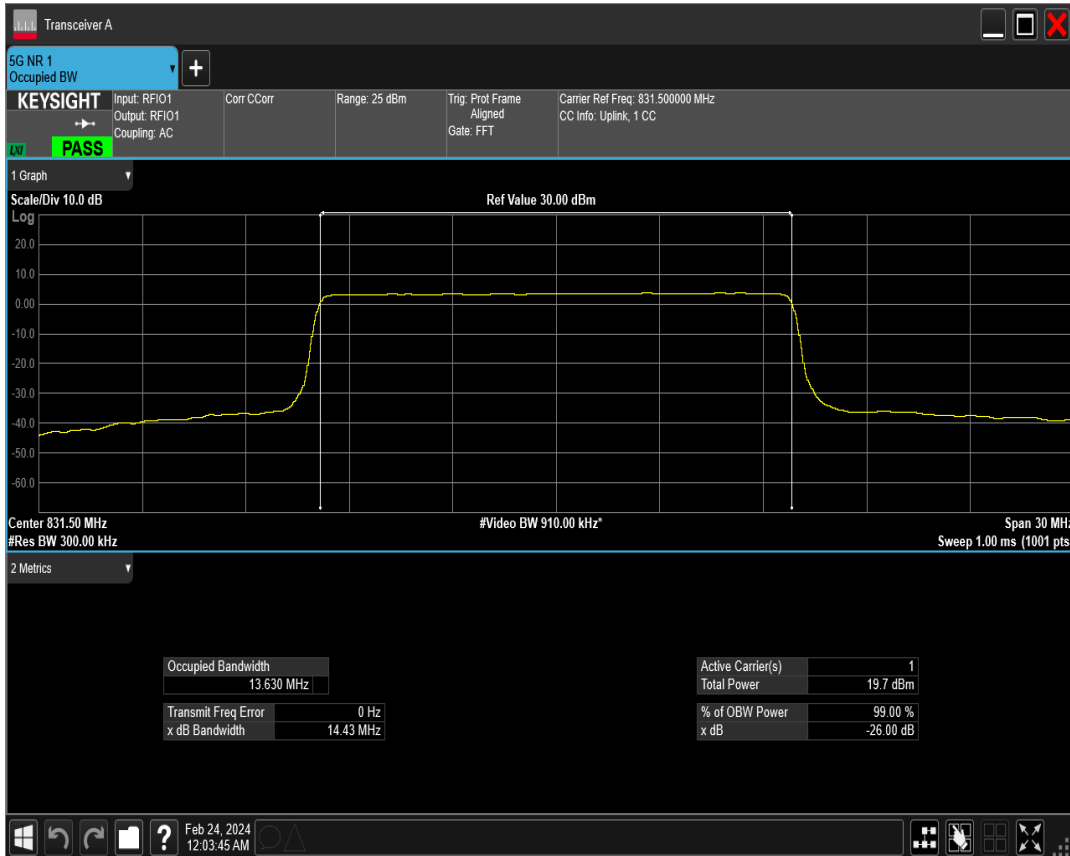 Transceiver A
5G NR 1
Occupied BW
+
KEYSIGHT
LXI
PASS
Input: RFIO1
Output: RFIO1
Coupling: AC
Corr CCorr
Range: 25 dBm
Trig: Prot Frame
Aligned
Gate: FFT
Carrier Ref Freq: 831.500000 MHz
CC Info: Uplink, 1 CC
1 Graph
Scale/Div 10.0 dB
Ref Value 30.00 dBm
Log
20.0
10.0
0.00
-10.0
-20.0
-30.0
-40.0
-50.0
-60.0
Center 831.50 MHz
#Video BW 910.00 kHz*
Span 30 MHz
#Res BW 300.00 kHz
Sweep 1.00 ms (1001 pts
2 Metrics
Occupied Bandwidth
13.630 MHz
Transmit Freq Error 0 Hz
x dB Bandwidth 14.43 MHz
Active Carrier(s) 1
Total Power 19.7 dBm
% of OBW Power 99.00 %
x dB -26.00 dB
?
Feb 24, 2024
12:03:45 AM